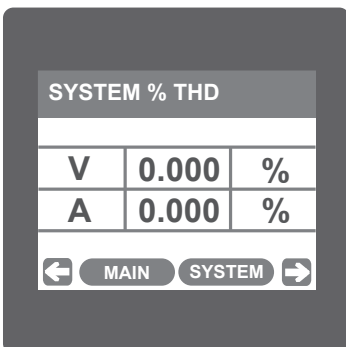 SYSTEM % THD
V 0.000 %
A 0.000 %
MAIN SYSTEM